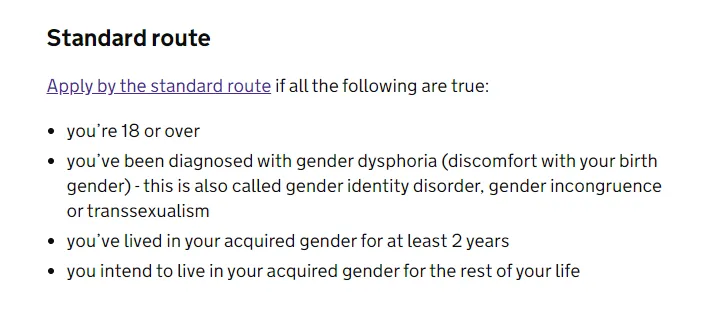 Standard route
Apply by the standard route if all the following are true:
• you're 18 or over
• you've been diagnosed with gender dysphoria (discomfort with your birth
gender) - this is also called gender identity disorder, gender incongruence
or transsexualism
• you've lived in your acquired gender for at least 2 years
• you intend to live in your acquired gender for the rest of your life